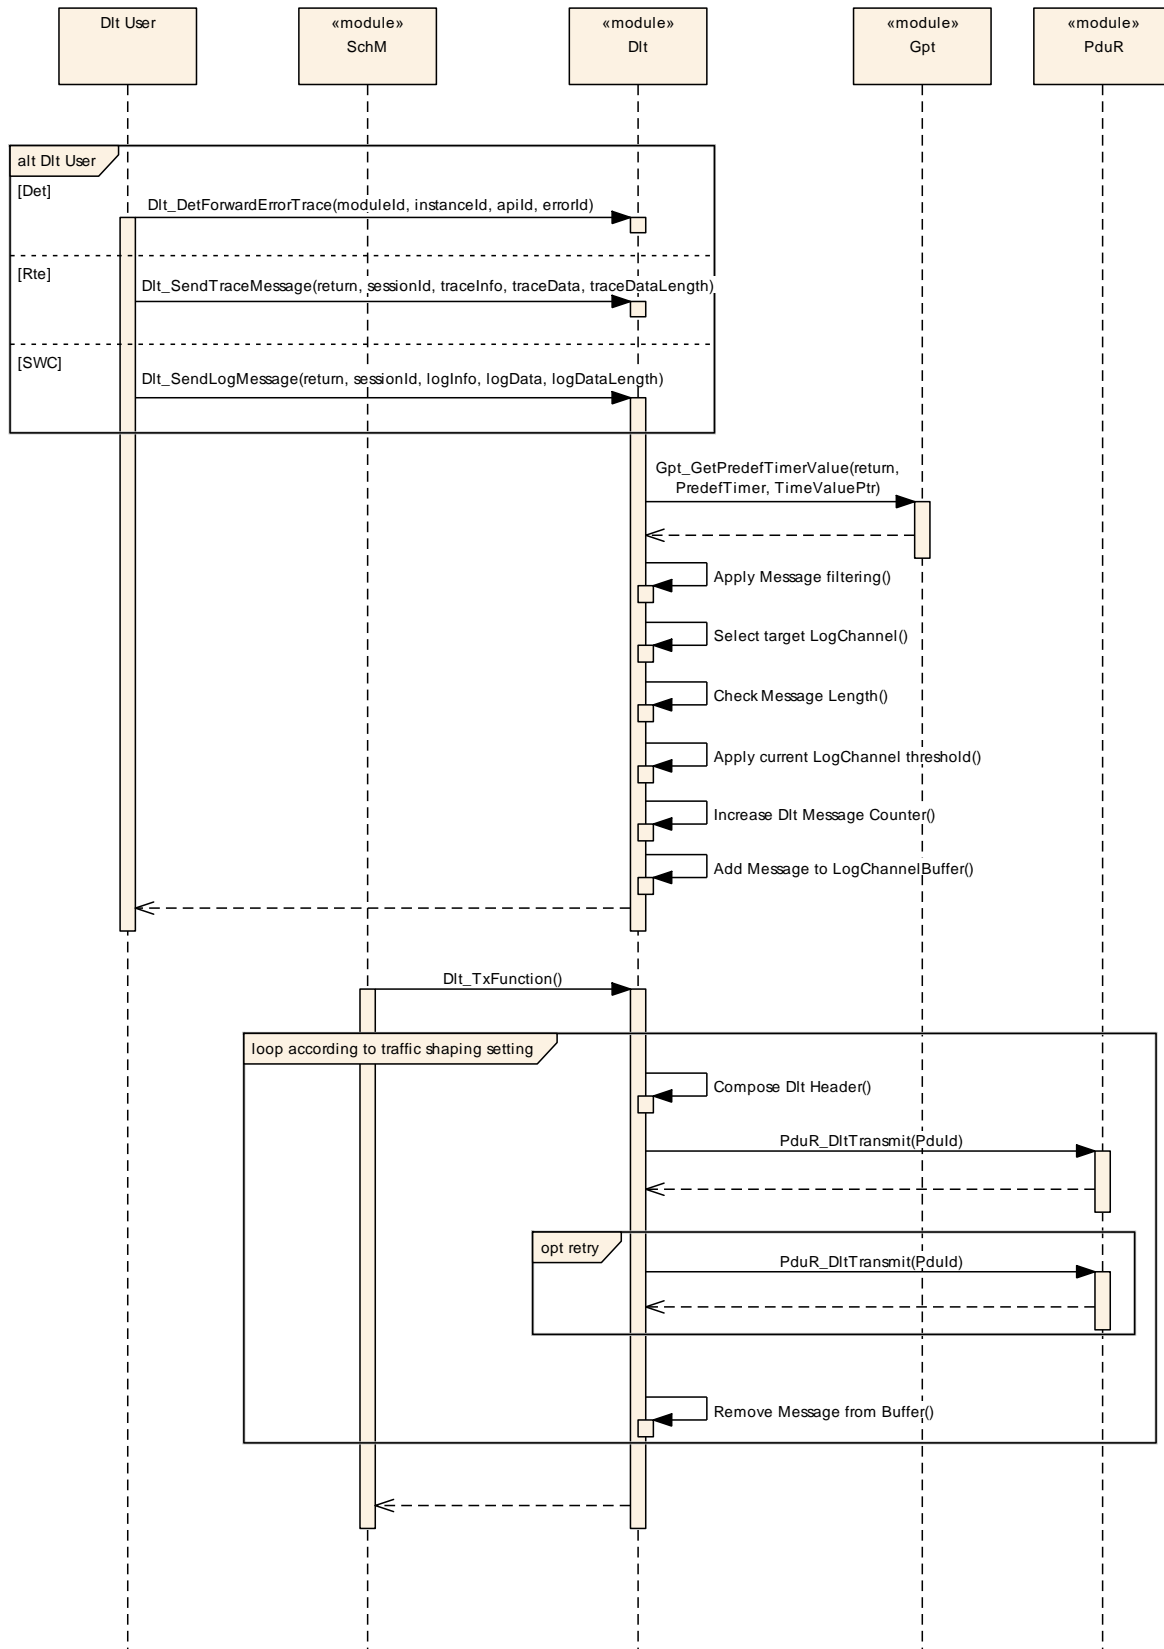 Dlt User
«module»
SchM
«module»
Dlt
«module»
Gpt
«module»
PduR
alt Dlt User
[Det]
Dlt_DetForwardErrorTrace(moduleId, instanceId, apiId, errorId)
[Rte]
Dlt_SendTraceMessage(return, sessionId, traceInfo, traceData, traceDataLength)
[SWC]
Dlt_SendLogMessage(return, sessionId, logInfo, logData, logDataLength)
Gpt_GetPredefTimerValue(return,
PredefTimer, TimeValuePtr)
Apply Message filtering()
Select target LogChannel()
Check Message Length()
Apply current LogChannel threshold()
Increase Dlt Message Counter()
Add Message to LogChannelBuffer()
Dlt_TxFunction()
loop according to traffic shaping setting
Compose Dlt Header()
PduR_DltTransmit(PduId)
opt retry
PduR_DltTransmit(PduId)
Remove Message from Buffer()